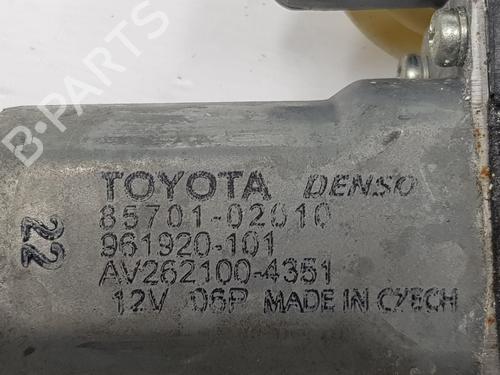 B-PARTS
TOYOTA DENSO
85701-02010
961920-101
AV262100-4351
12V 06P MADE IN CZECH
22